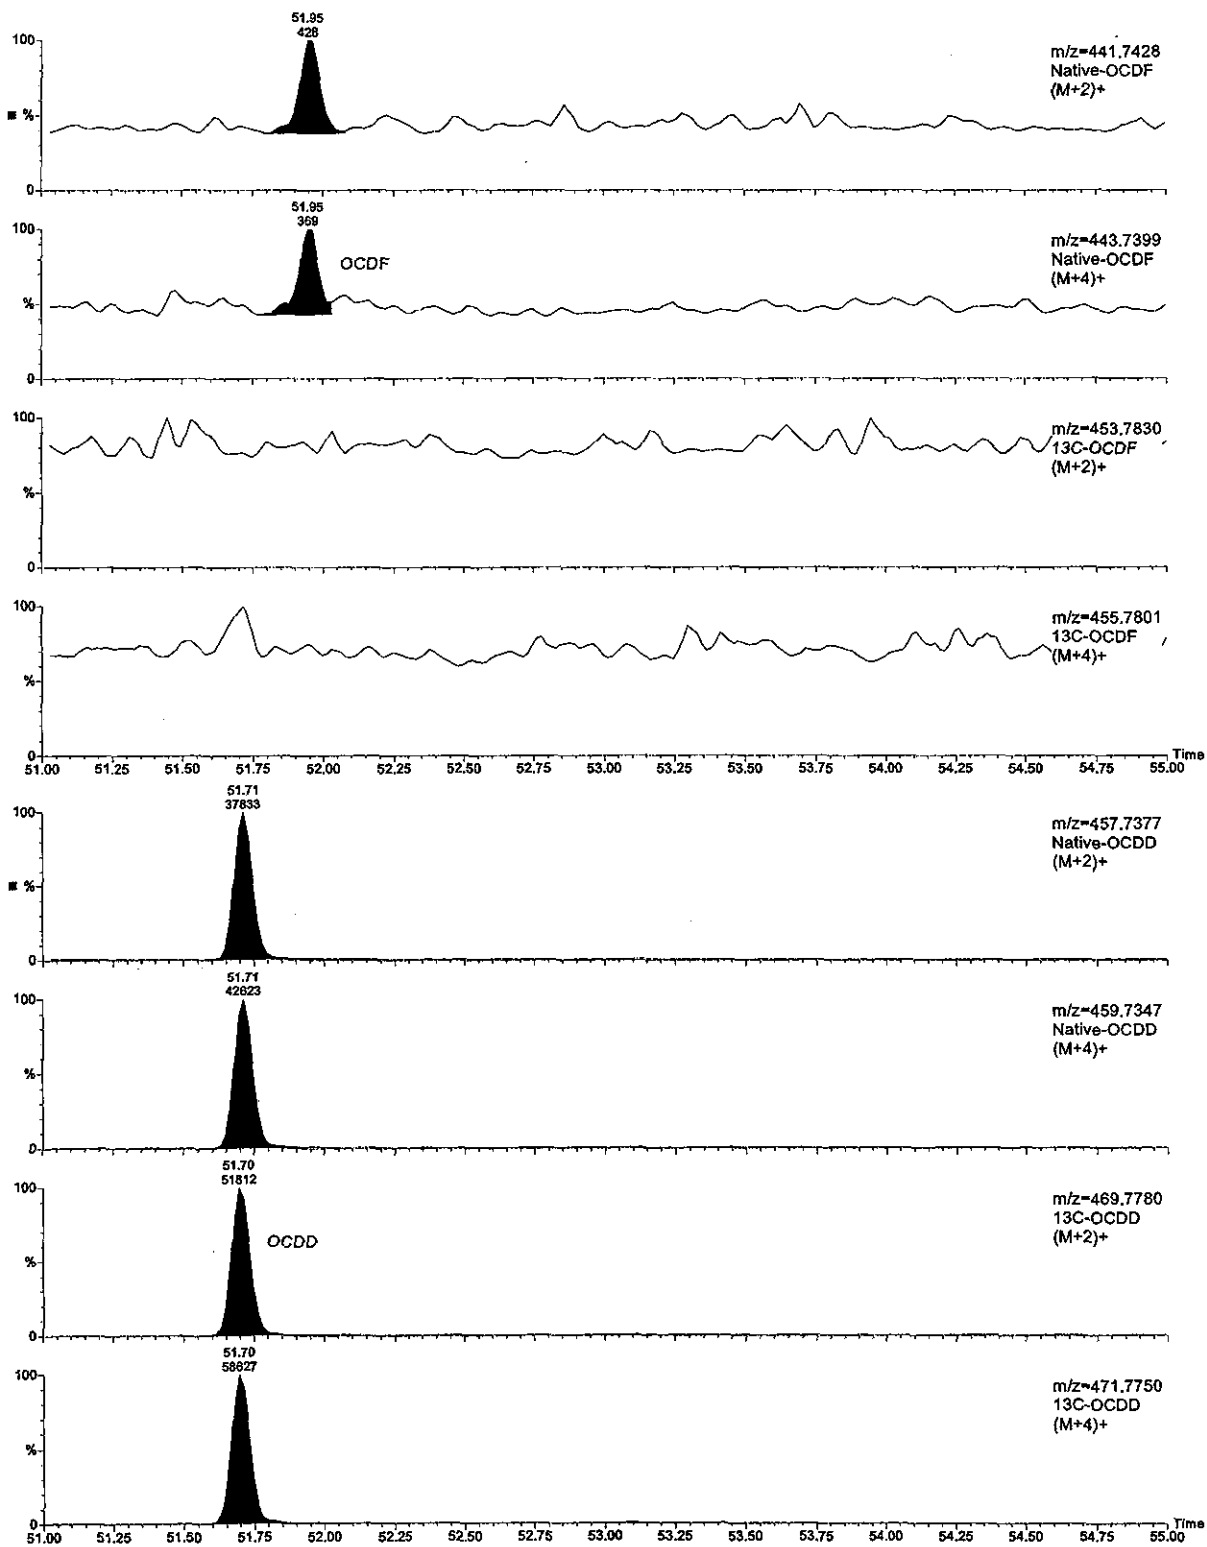 51.95
428
100
%
0
m/z=441.7428
Native-OCDF
(M+2)+
51.95
369
100
%
0
OCDF
m/z=443.7399
Native-OCDF
(M+4)+
100
%
0
m/z=453.7830
13C-OCDF
(M+2)+
100
%
0
m/z=455.7801
13C-OCDF
(M+4)+
51.00 51.25 51.50 51.75 52.00 52.25 52.50 52.75 53.00 53.25 53.50 53.75 54.00 54.25 54.50 54.75 55.00 Time
51.71
37833
100
%
0
m/z=457.7377
Native-OCDD
(M+2)+
51.71
42623
100
%
0
m/z=459.7347
Native-OCDD
(M+4)+
51.70
51812
100
%
0
OCDD
m/z=469.7780
13C-OCDD
(M+2)+
51.70
58627
100
%
0
m/z=471.7750
13C-OCDD
(M+4)+
51.00 51.25 51.50 51.75 52.00 52.25 52.50 52.75 53.00 53.25 53.50 53.75 54.00 54.25 54.50 54.75 55.00 Time